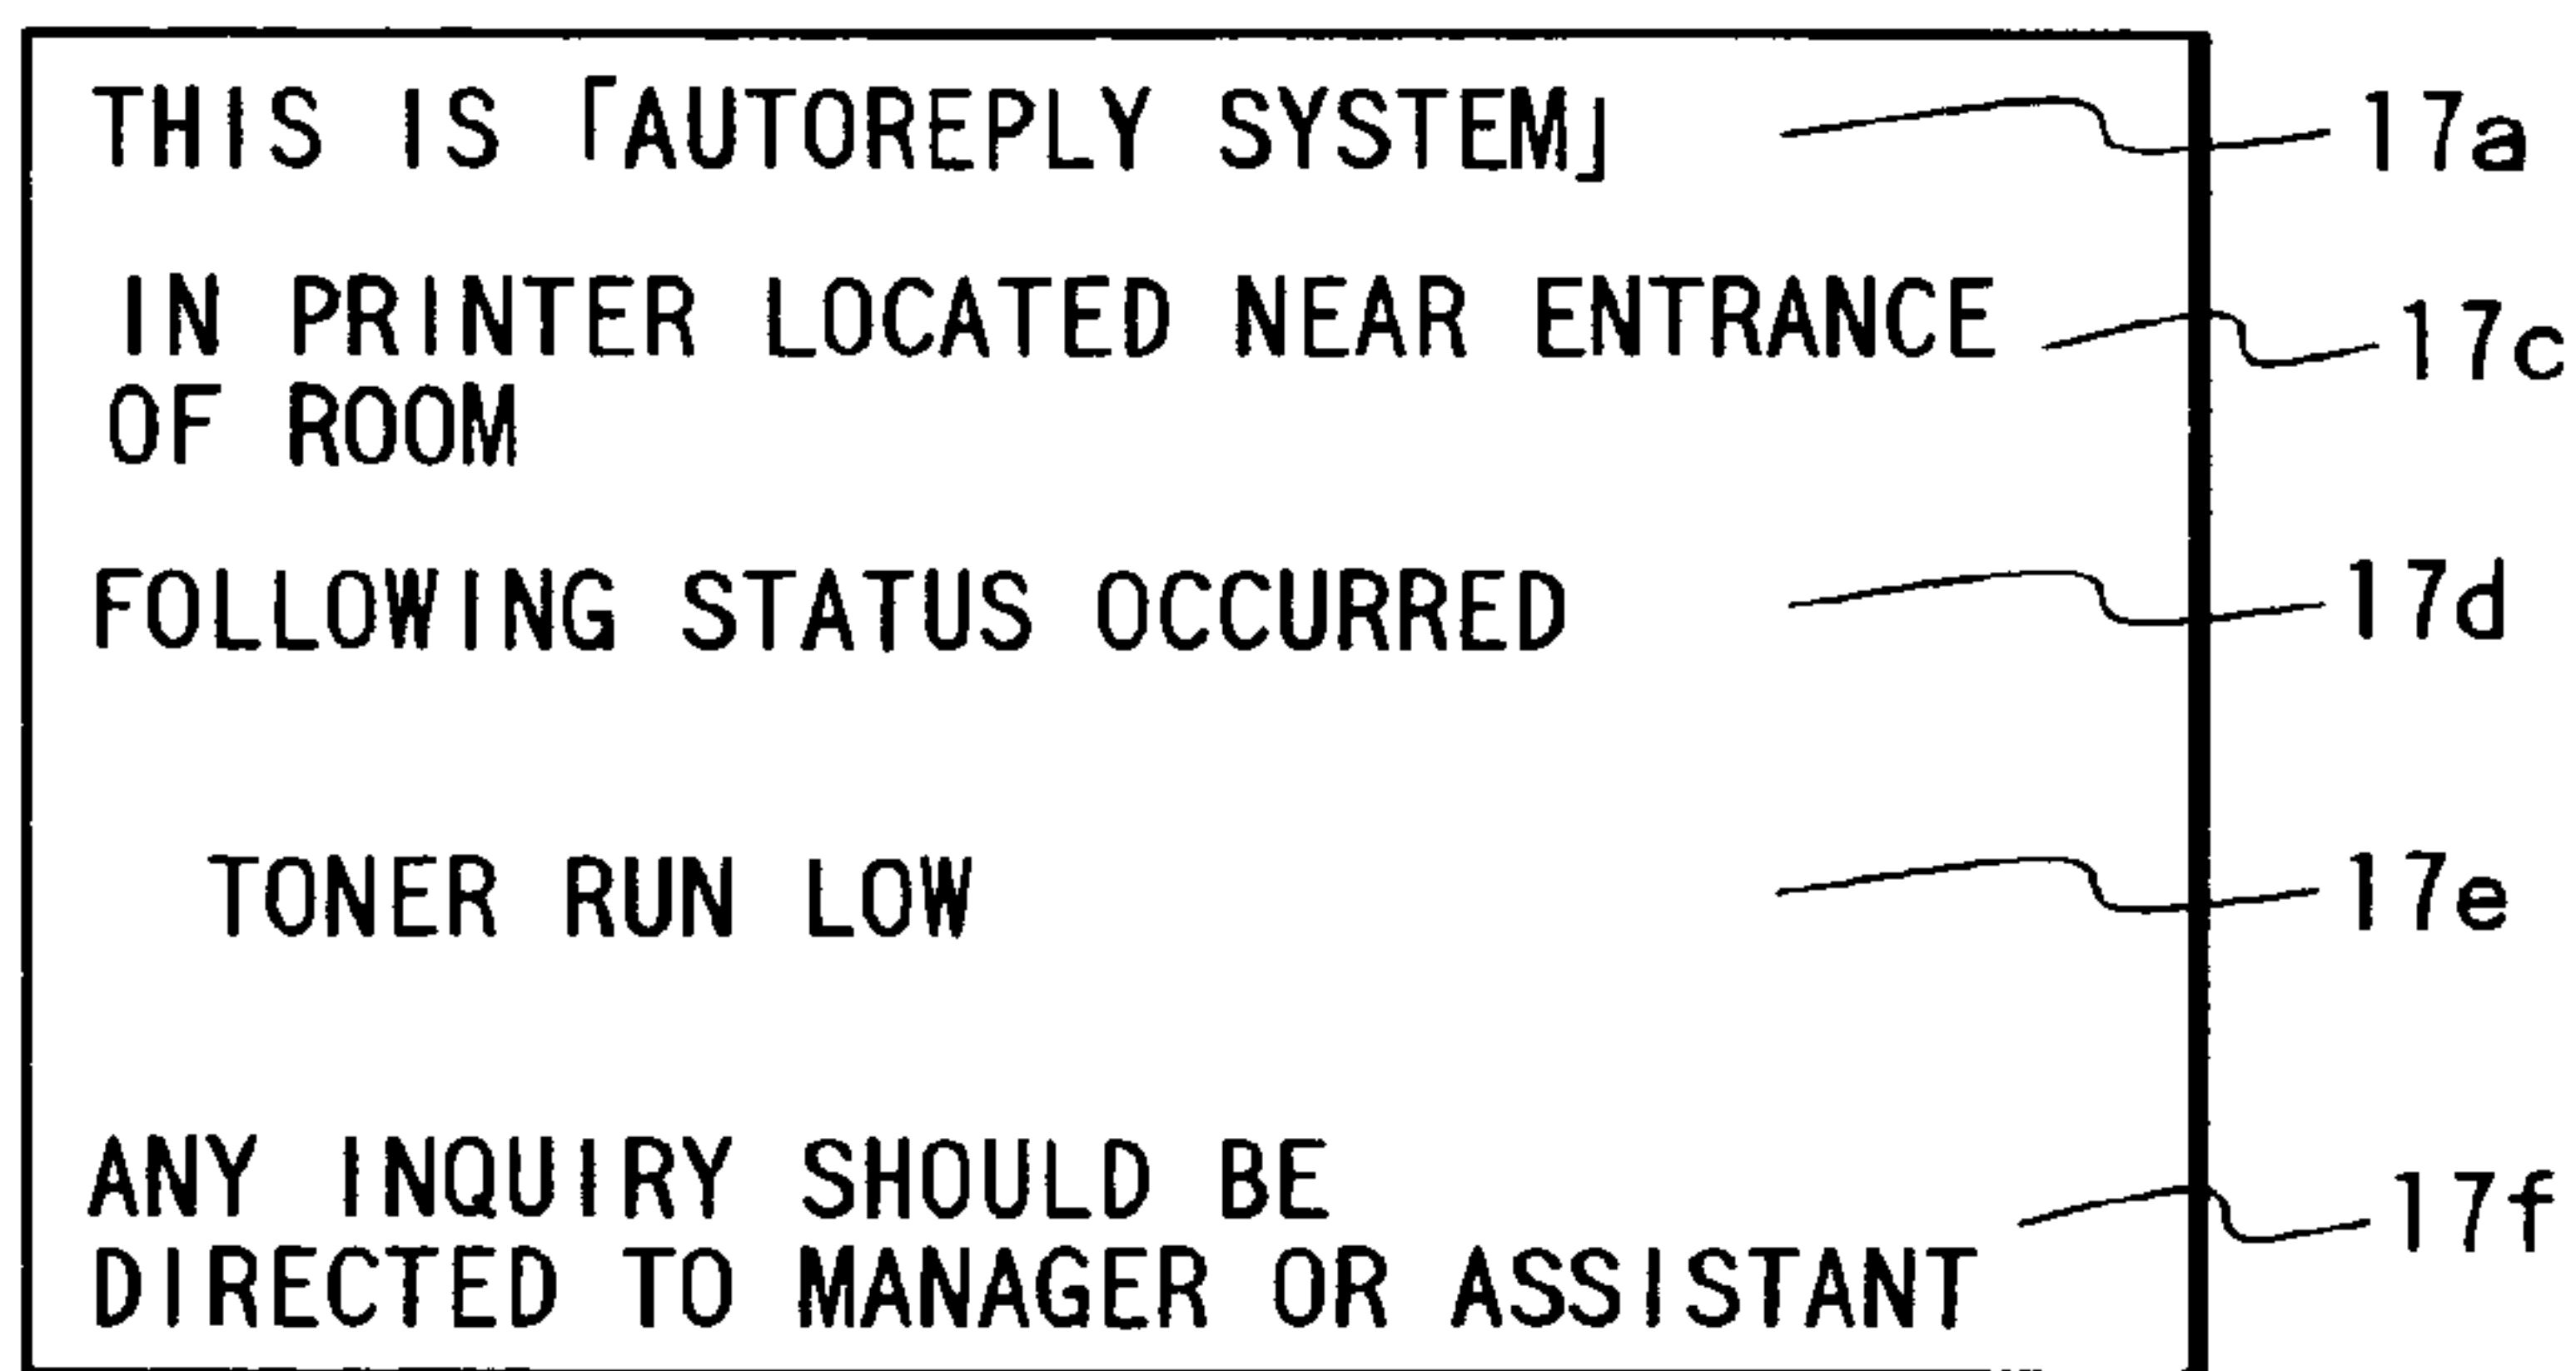 THIS IS 「AUTOREPLY SYSTEM」 17a
IN PRINTER LOCATED NEAR ENTRANCE 17c
OF ROOM
FOLLOWING STATUS OCCURRED 17d
TONER RUN LOW 17e
ANY INQUIRY SHOULD BE 17f
DIRECTED TO MANAGER OR ASSISTANT